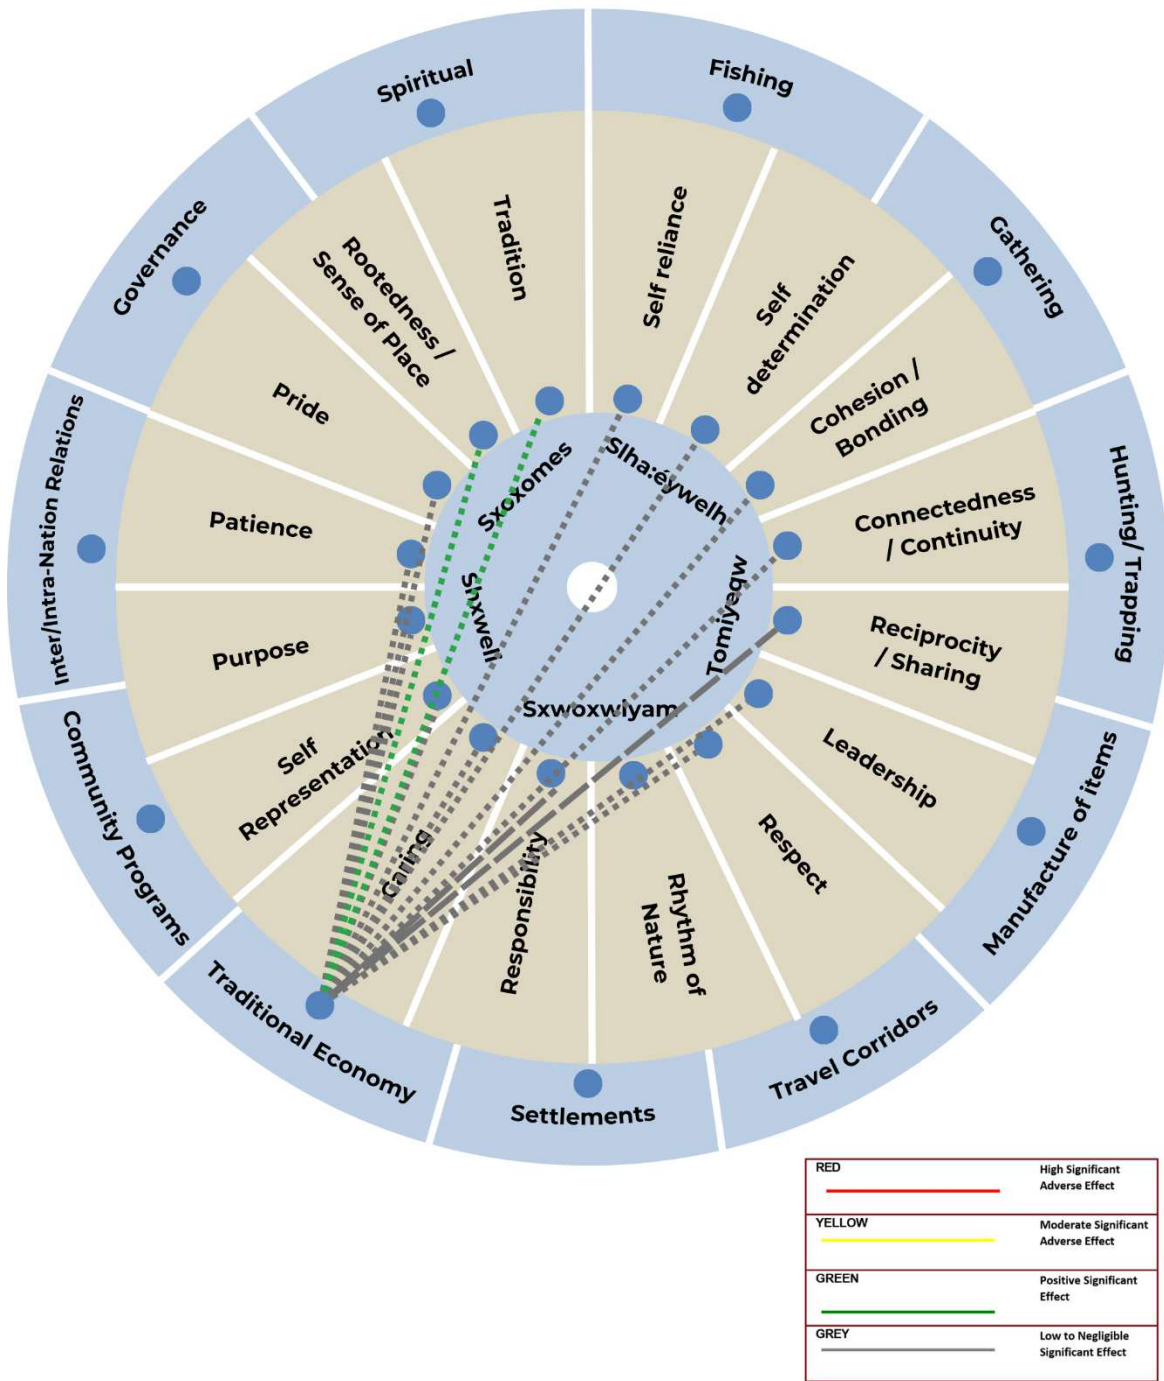 Spiritual
Fishing
Gathering
Hunting/ Trapping
Manufacture of items
Travel Corridors
Settlements
Traditional Economy
Community Programs
Inter/Intra-Nation Relations
Governance
Tradition
Self reliance
Self
determination
Cohesion /
Bonding
Connectedness
/ Continuity
Reciprocity
/ Sharing
Leadership
Respect
Rhythm of
Nature
Responsibility
Caring
Self
Representation
Purpose
Patience
Pride
Rootedness /
Sense of Place
Sxoxomes
Slha:éywelh
Tomiyeqw
Sxwoxwiyam
Shxweli
RED
High Significant
Adverse Effect
YELLOW
Moderate Significant
Adverse Effect
GREEN
Positive Significant
Effect
GREY
Low to Negligible
Significant Effect